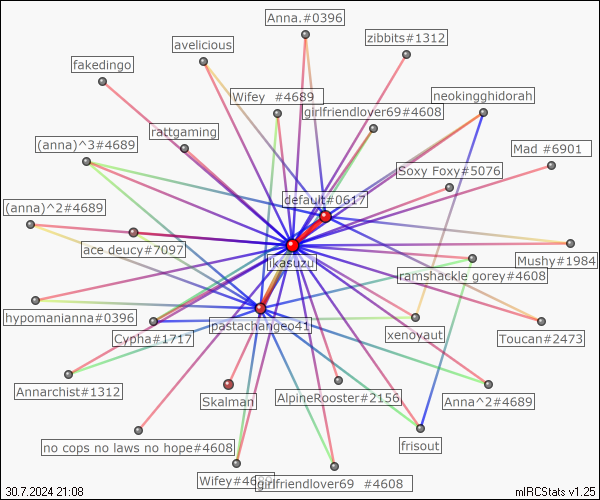 Anna.#0396
zibbits#1312
avelicious
fakedingo
Wifey #4689
neokingghidorah
girlfriendlover69#4608
rattgaming
(anna)^3#4689
Mad #6901
Soxy Foxy#5076
default#0617
(anna)^2#4689
ace deucy#7097
likasuzu
Mushy#1984
ramshackle gorey#4608
hypomanianna#0396
pastachangeo41
Cypha#1717
xenoyaut
Toucan#2473
Annarchist#1312
Skalman
AlpineRooster#2156
Anna^2#4689
no cops no laws no hope#4608
frisout
Wifey#4689
girlfriendlover69 #4608
30.7.2024 21:08
mIRCStats v1.25